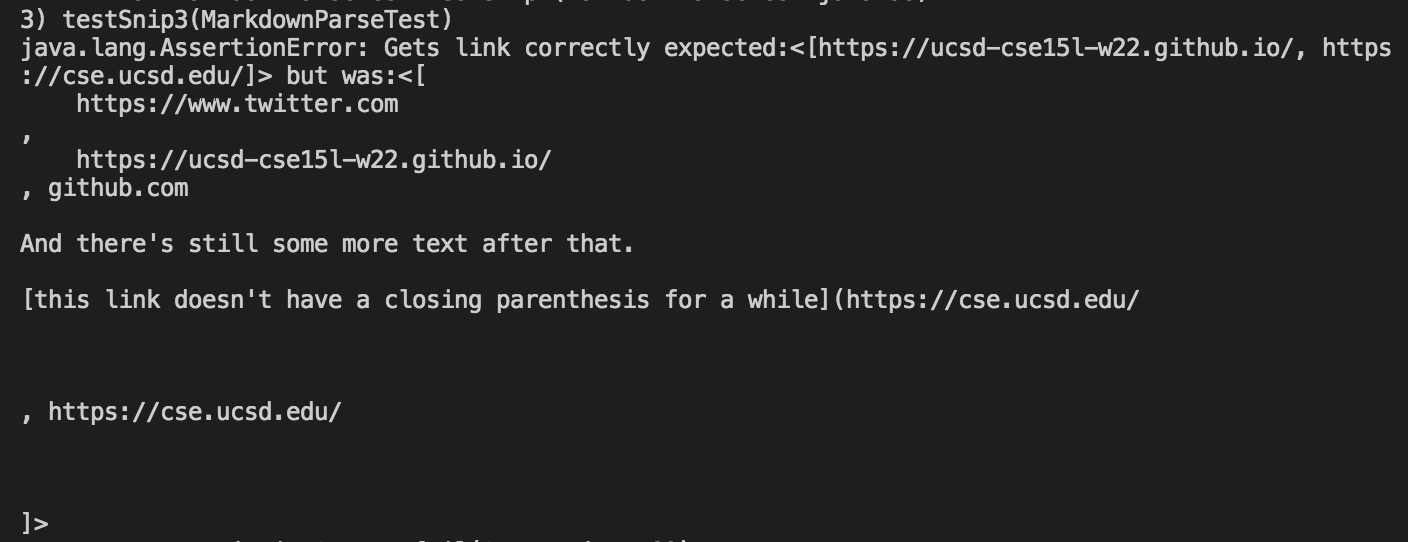 3) testSnip3(MarkdownParseTest)
java.lang.AssertionError: Gets link correctly expected:<[https://ucsd-cse15l-w22.github.io/, https
://cse.ucsd.edu/]> but was:<[
    https://www.twitter.com
,
    https://ucsd-cse15l-w22.github.io/
, github.com
And there's still some more text after that.
[this link doesn't have a closing parenthesis for a while](https://cse.ucsd.edu/
, https://cse.ucsd.edu/
]>